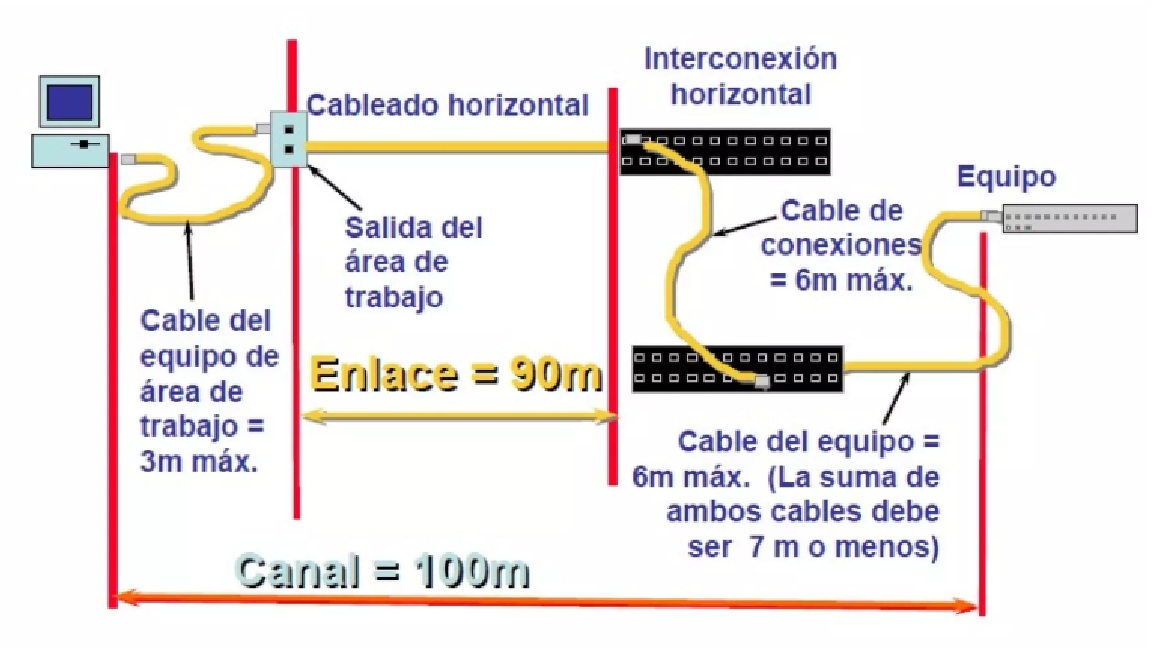 Interconexión
horizontal
Cableado horizontal
Equipo
Salida del
área de
trabajo
Cable de
conexiones
= 6m máx.
Cable del
equipo de
área de
trabajo =
3m máx.
Enlace = 90m
Cable del equipo =
6m máx. (La suma de
ambos cables debe
ser 7 m o menos)
Canal = 100m